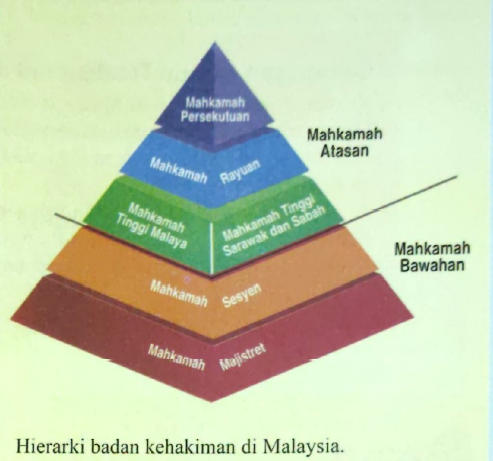 Mahkamah
Persekutuan
Mahkamah
Atasan
Mahkamah Rayuan
Mahkamah
Tinggi Malaya
Mahkamah Tinggi
Sarawak dan Sabah
Mahkamah
Bawahan
Mahkamah Sesyen
Mahkamah Majistret
Hierarki badan kehakiman di Malaysia.